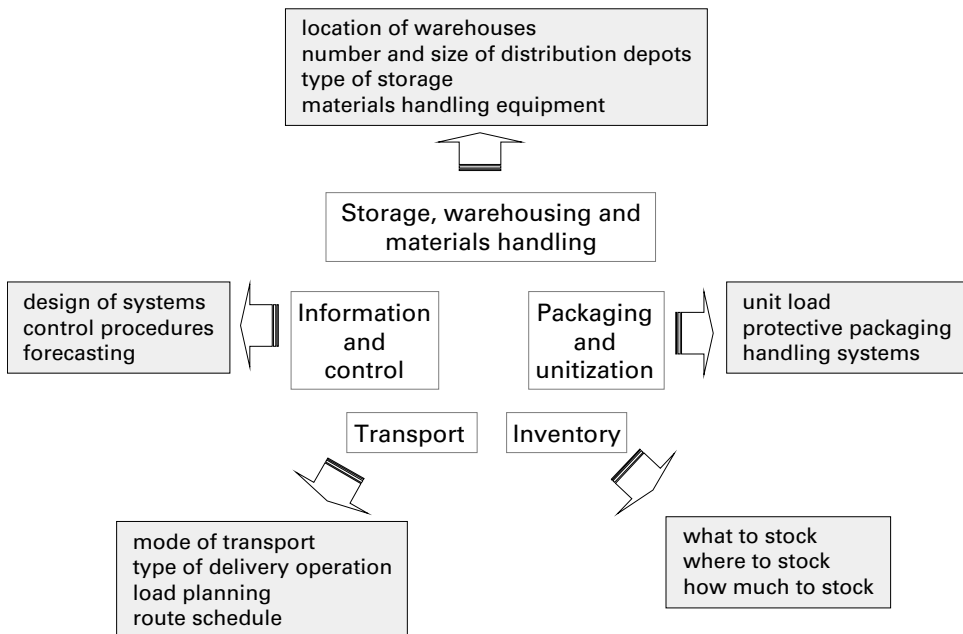 location of warehouses
number and size of distribution depots
type of storage
materials handling equipment
Storage, warehousing and
materials handling
design of systems
control procedures
forecasting
Information
and
control
Packaging
and
unitization
unit load
protective packaging
handling systems
Transport
Inventory
mode of transport
type of delivery operation
load planning
route schedule
what to stock
where to stock
how much to stock